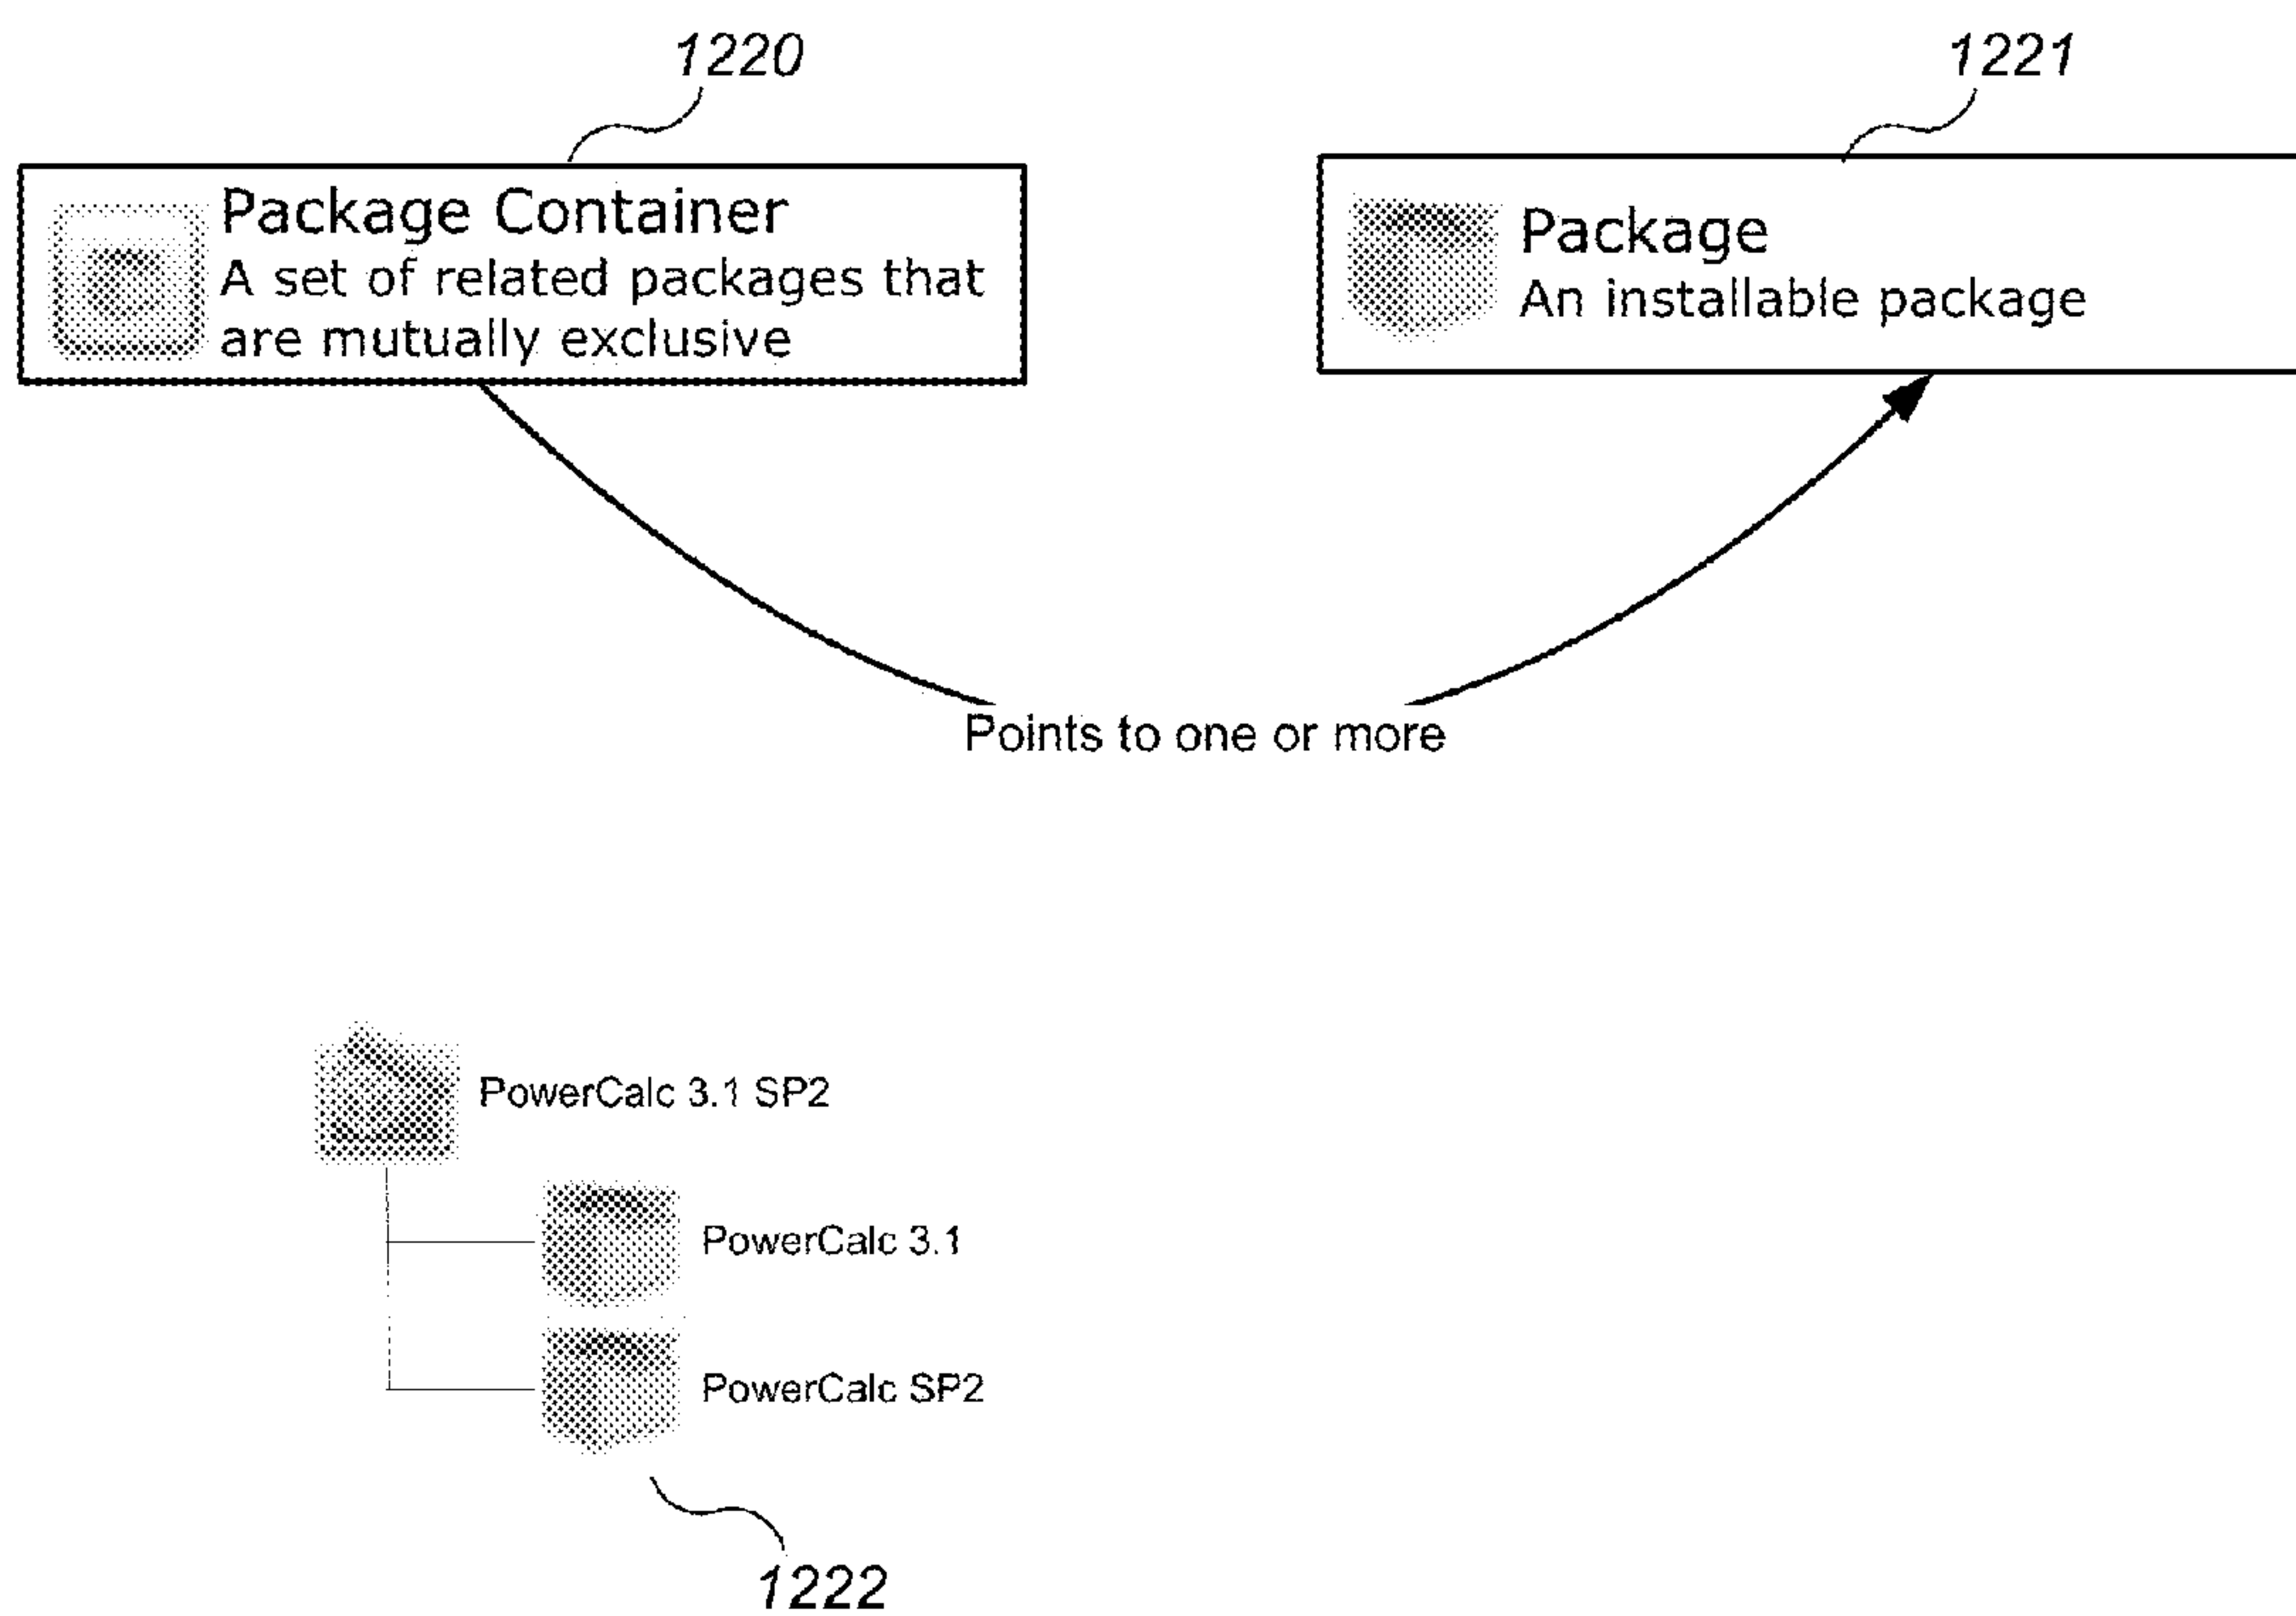 1220
1221
Package Container
A set of related packages that
are mutually exclusive
Package
An installable package
Points to one or more
PowerCalc 3.1 SP2
PowerCalc 3.1
PowerCalc SP2
1222